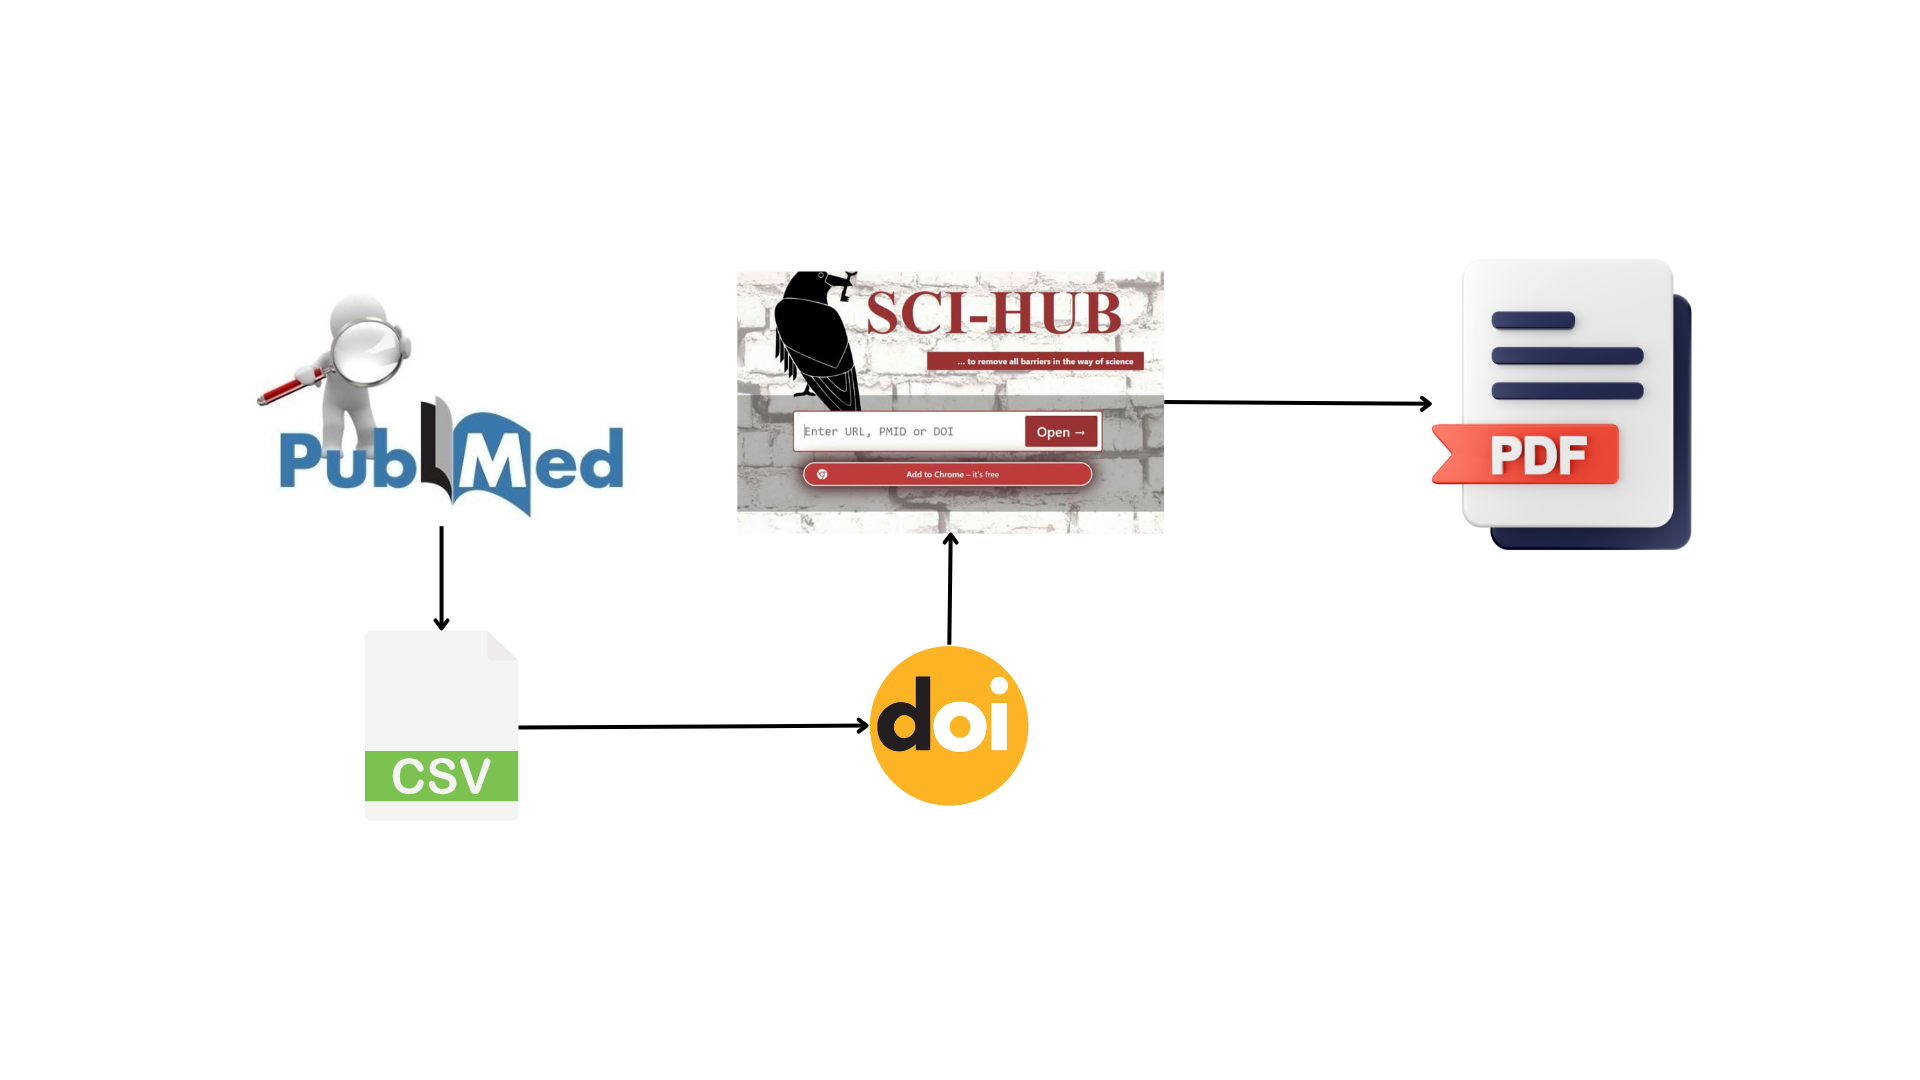 PubMed
CSV
doi
SCI-HUB
... to remove all barriers in the way of science
Enter URL, PMID or DOI
Open →
Add to Chrome – it's free
PDF